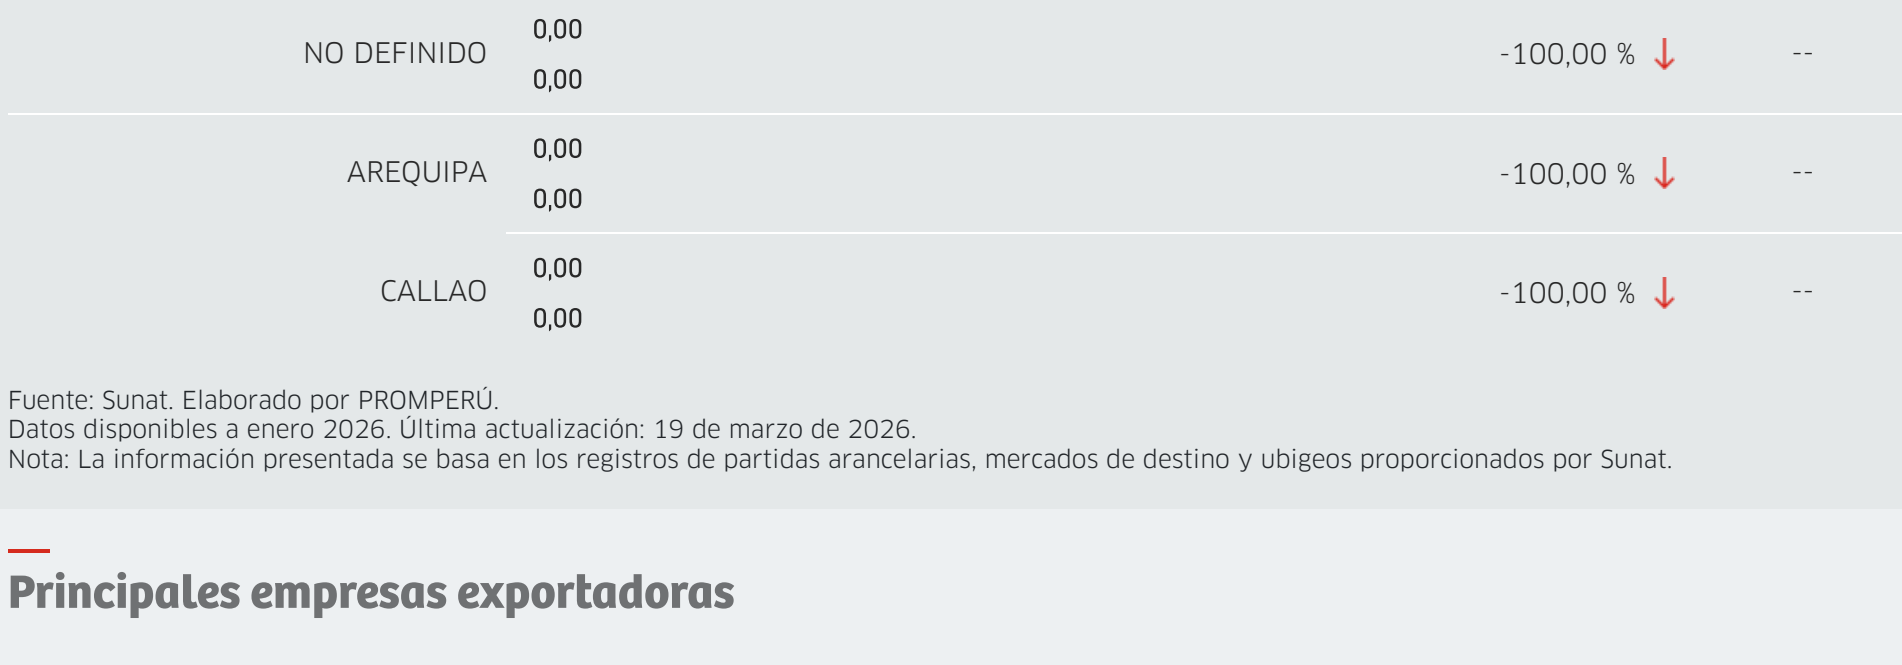 0,00
NO DEFINIDO -100,00 % --
0,00
0,00
AREQUIPA -100,00 % --
0,00
0,00
CALLAO -100,00 % --
0,00
Fuente: Sunat. Elaborado por PROMPERÚ.
Datos disponibles a enero 2026. Última actualización: 19 de marzo de 2026.
Nota: La información presentada se basa en los registros de partidas arancelarias, mercados de destino y ubigeos proporcionados por Sunat.
Principales empresas exportadoras